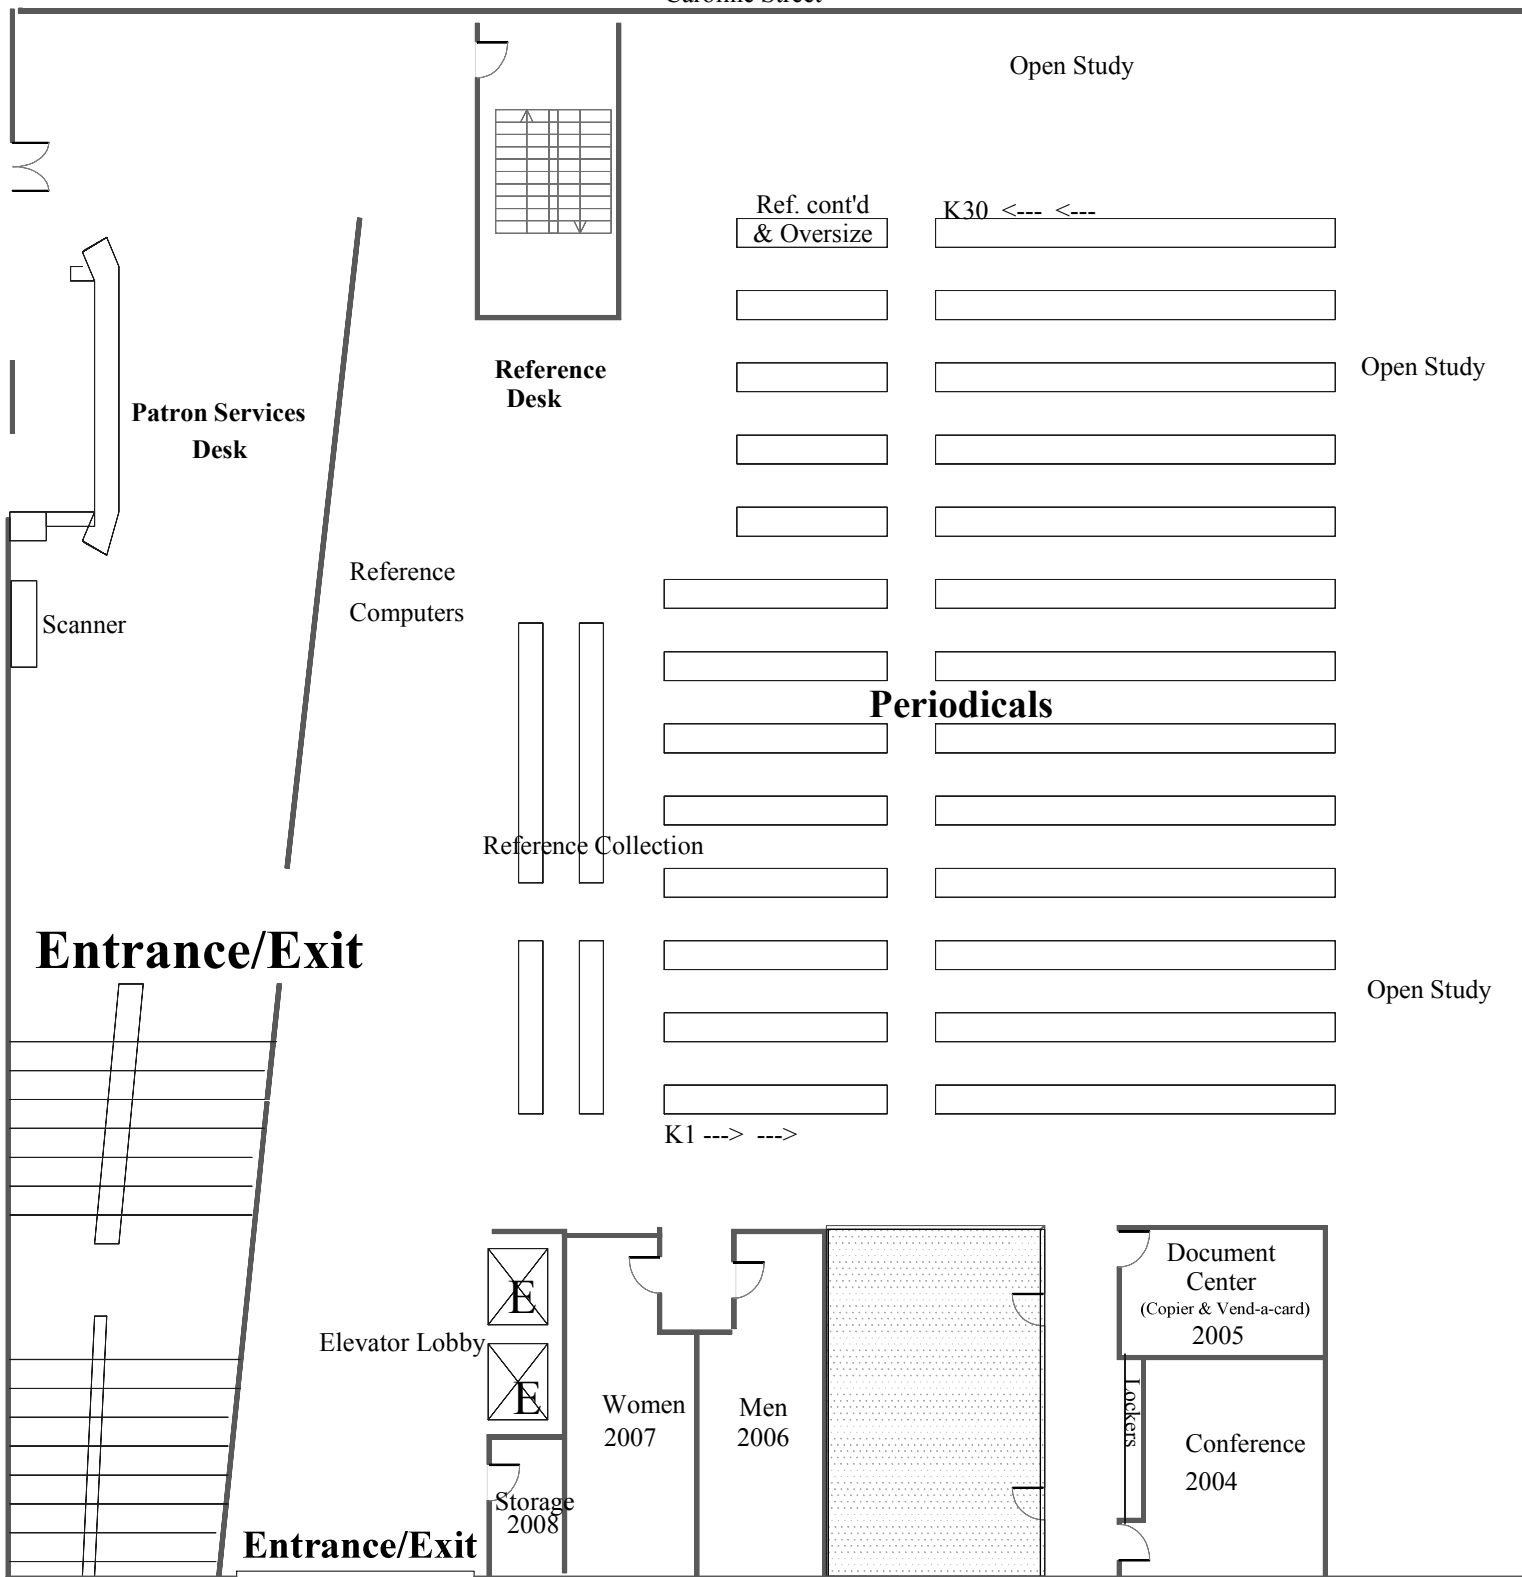 Caroline Street
Open Study
Ref. cont'd
& Oversize
K30 <--- <---
Reference
Desk
Open Study
Patron Services
Desk
Reference
Computers
Scanner
Periodicals
Reference Collection
Entrance/Exit
Open Study
K1 ---> --->
Document
Center
(Copier & Vend-a-card)
2005
E
Elevator Lobby
E
Women
2007
Men
2006
Lockers
Conference
2004
Storage
2008
Entrance/Exit